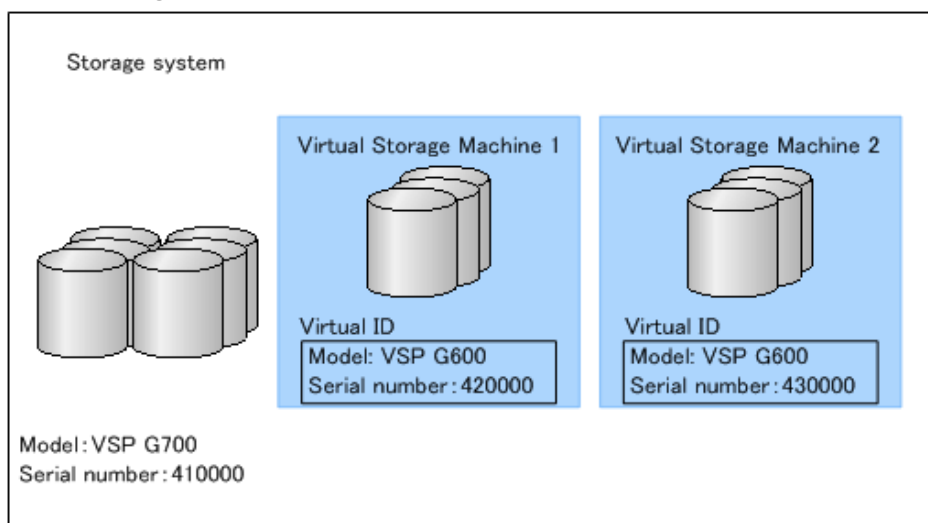 Storage system
Virtual Storage Machine 1
Virtual Storage Machine 2
Virtual ID
Model: VSP G600
Serial number:420000
Virtual ID
Model: VSP G600
Serial number:430000
Model:VSP G700
Serial number:410000